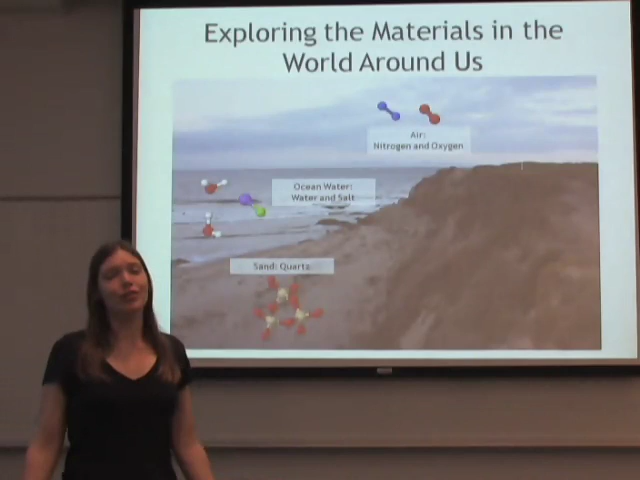 Exploring the Materials in the
World Around Us
Air:
Nitrogen and Oxygen
Ocean Water:
Water and Salt
Sand: Quartz